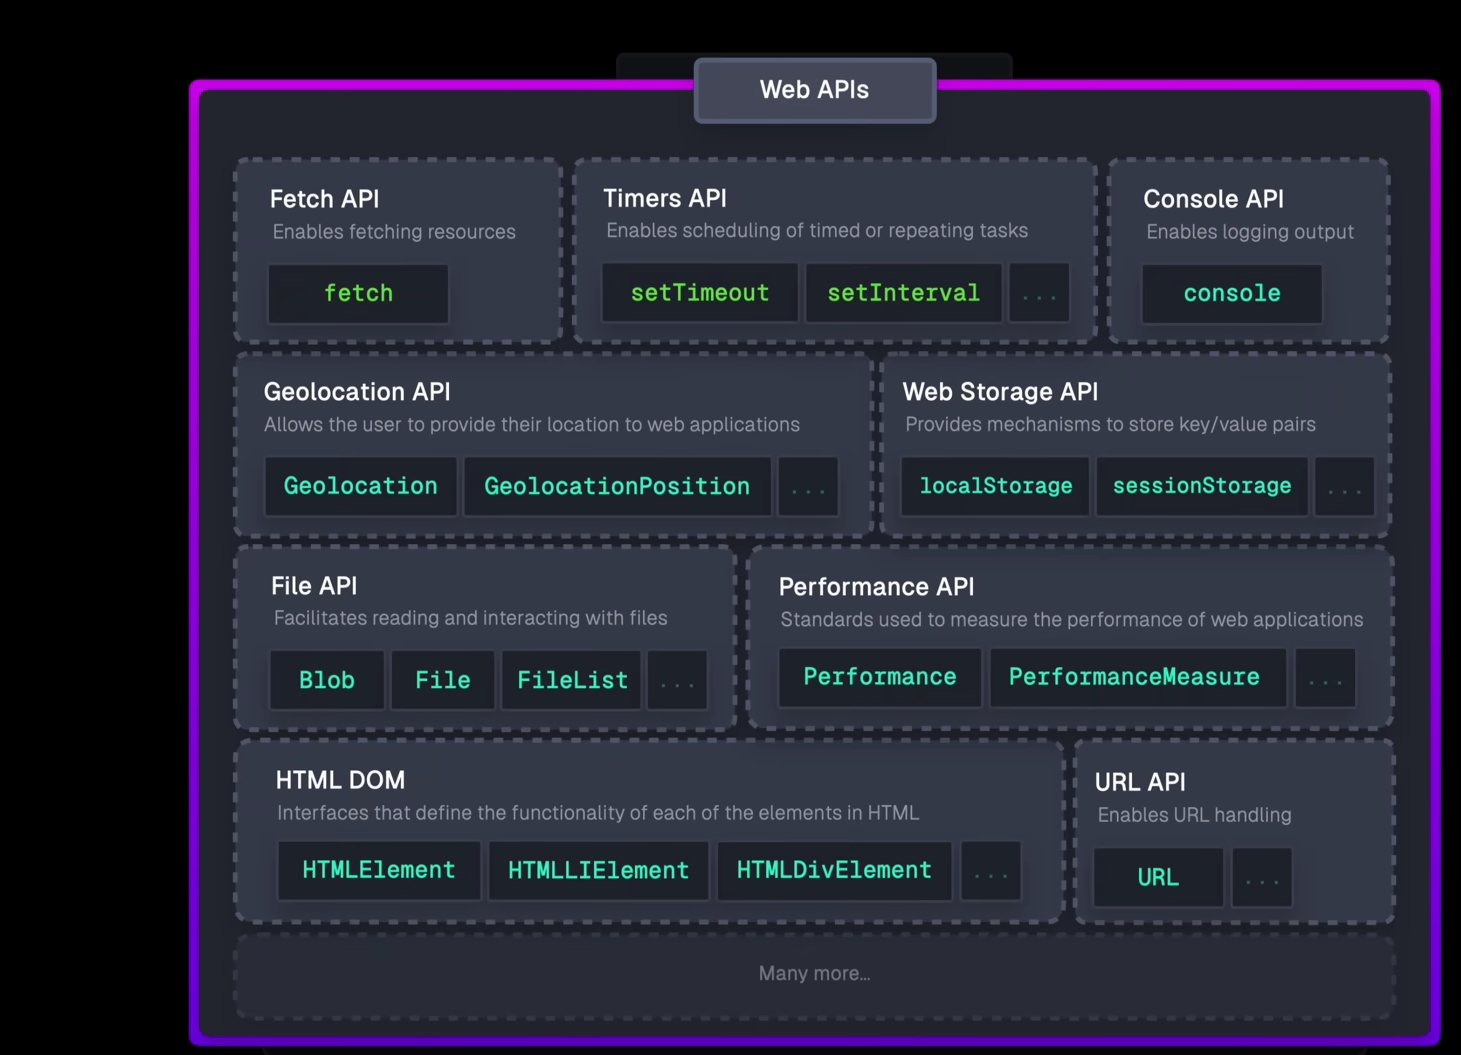 Web APIs
Fetch API
Enables fetching resources
fetch
Timers API
Enables scheduling of timed or repeating tasks
setTimeout
setInterval
...
Console API
Enables logging output
console
Geolocation API
Allows the user to provide their location to web applications
Geolocation
GeolocationPosition
...
Web Storage API
Provides mechanisms to store key/value pairs
localStorage
sessionStorage
...
File API
Facilitates reading and interacting with files
Blob
File
FileList
...
Performance API
Standards used to measure the performance of web applications
Performance
PerformanceMeasure
...
HTML DOM
Interfaces that define the functionality of each of the elements in HTML
HTMLElement
HTMLLIElement
HTMLDivElement
...
URL API
Enables URL handling
URL
...
Many more...